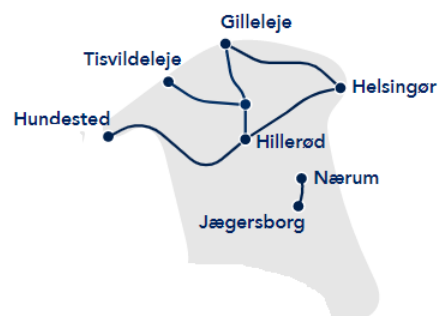 Gilleleje
Tisvildeleje
Helsingør
Hundested
Hillerød
Nærum
Jægersborg